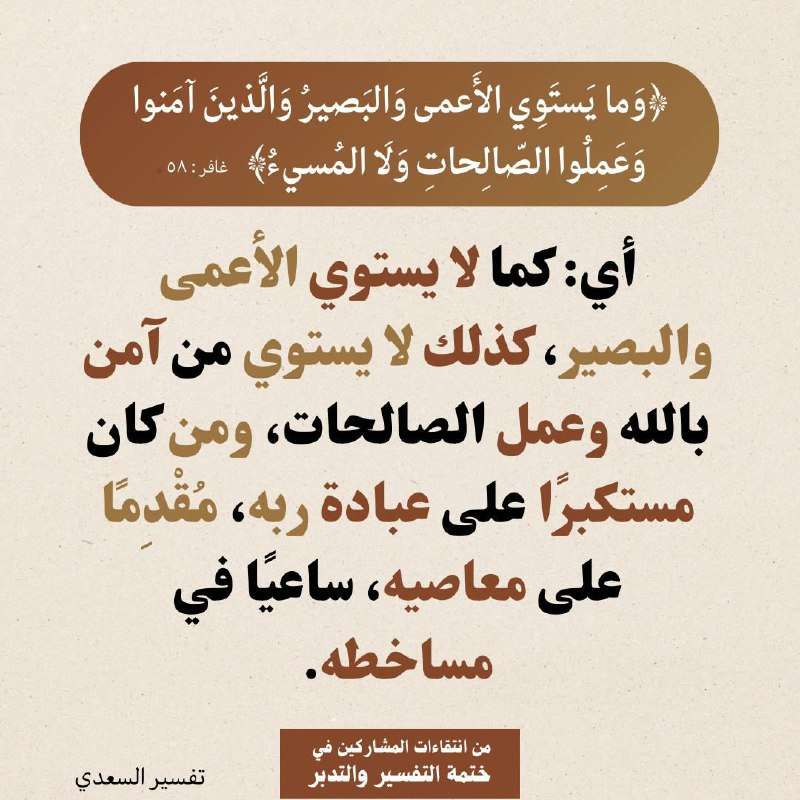 ﴿وَما يَستَوِي الأَعمى وَالبَصيرُ وَالَّذينَ آمَنوا
وَعَمِلُوا الصّالِحاتِ وَلَا المُسيءُ﴾ غافر: ٥٨
أي: كما لا يستوي الأعمى
والبصير، كذلك لا يستوي من آمن
بالله وعمل الصالحات، ومن كان
مستكبرًا على عبادة ربه، مُقْدِمًا
على معاصيه، ساعيًا في
مساخطه.
من انتقاءات المشاركين في
ختمة التفسير والتدبر
تفسير السعدي